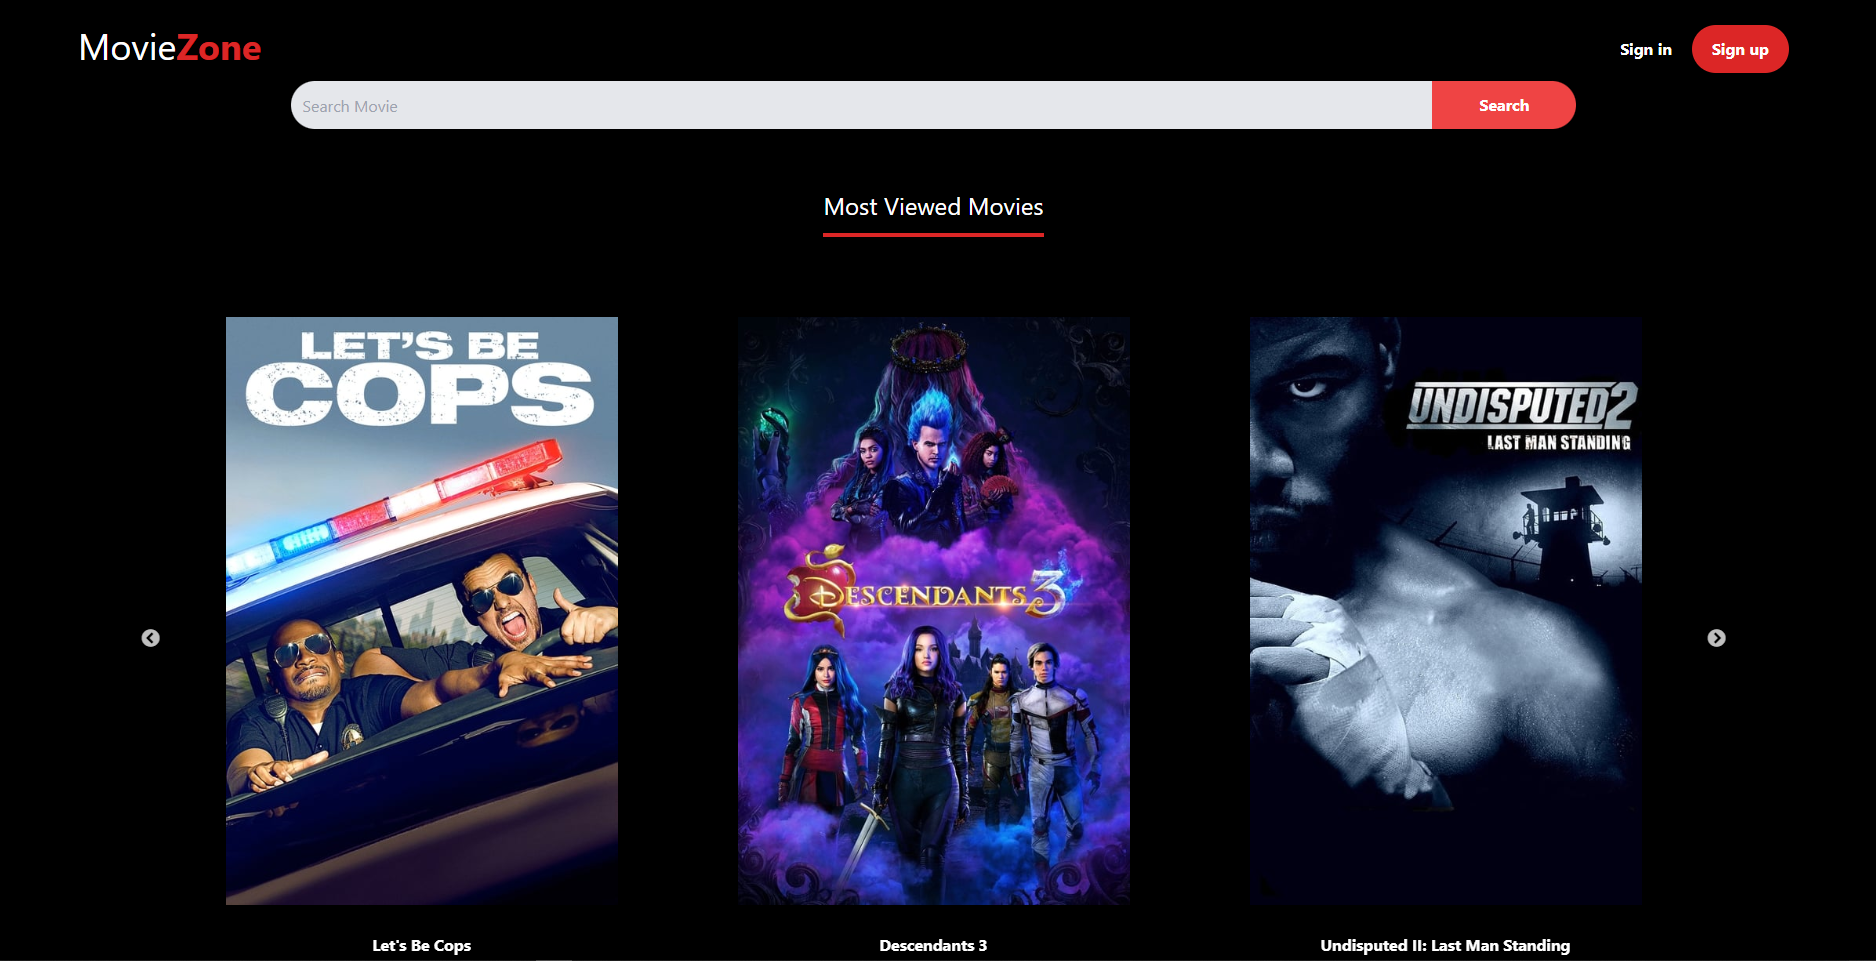 MovieZone
Sign in
Sign up
Search Movie
Search
Most Viewed Movies
LET'S BE
COPS
DESCENDANTS 3
UNDISPUTED 2
LAST MAN STANDING
Let's Be Cops
Descendants 3
Undisputed II: Last Man Standing